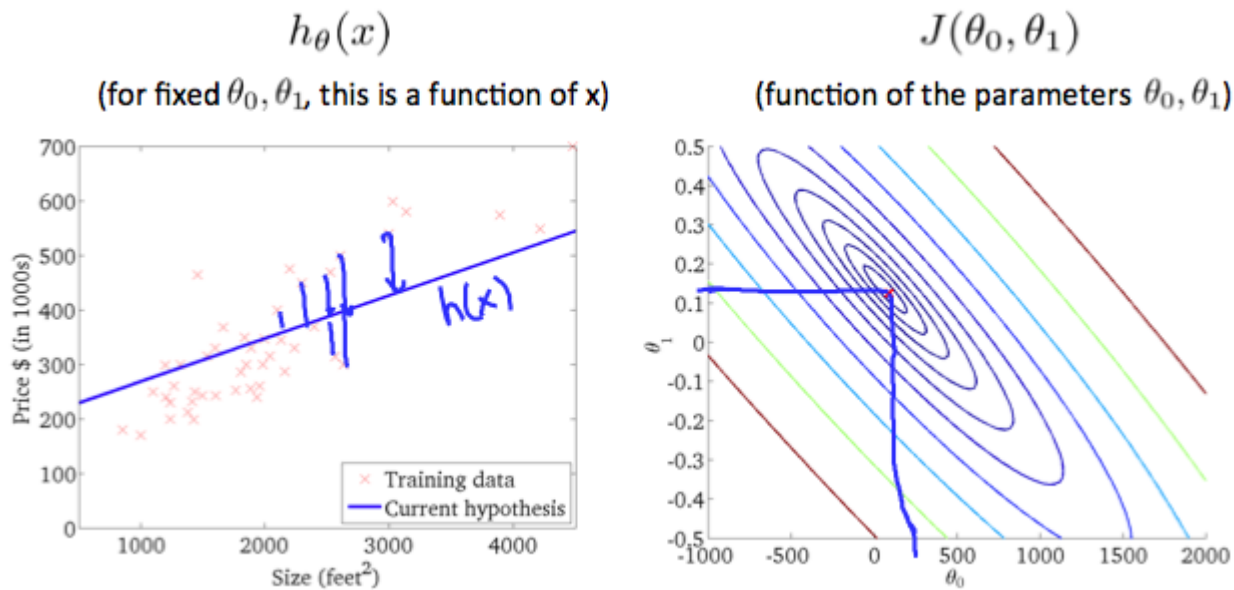 h_θ(x)
(for fixed θ₀, θ₁, this is a function of x)
700
600
500
400
300
200
100
0
Price $ (in 1000s)
1000 2000 3000 4000
Size (feet²)
h(x)
Training data
Current hypothesis
J(θ₀, θ₁)
(function of the parameters θ₀, θ₁)
0.5
0.4
0.3
0.2
0.1
0
-0.1
-0.2
-0.3
-0.4
-0.5
θ₁
-1000 -500 0 500 1000 1500 2000
θ₀